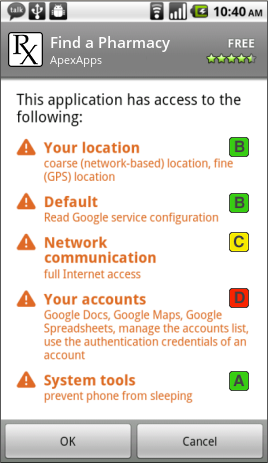 talk
10:40 AM
Rx
Find a Pharmacy
FREE
ApexApps
This application has access to the
following:
Your location
B
coarse (network-based) location, fine
(GPS) location
Default
B
Read Google service configuration
Network
communication
C
full Internet access
Your accounts
D
Google Docs, Google Maps, Google
Spreadsheets, manage the accounts list,
use the authentication credentials of an
account
System tools
A
prevent phone from sleeping
OK
Cancel